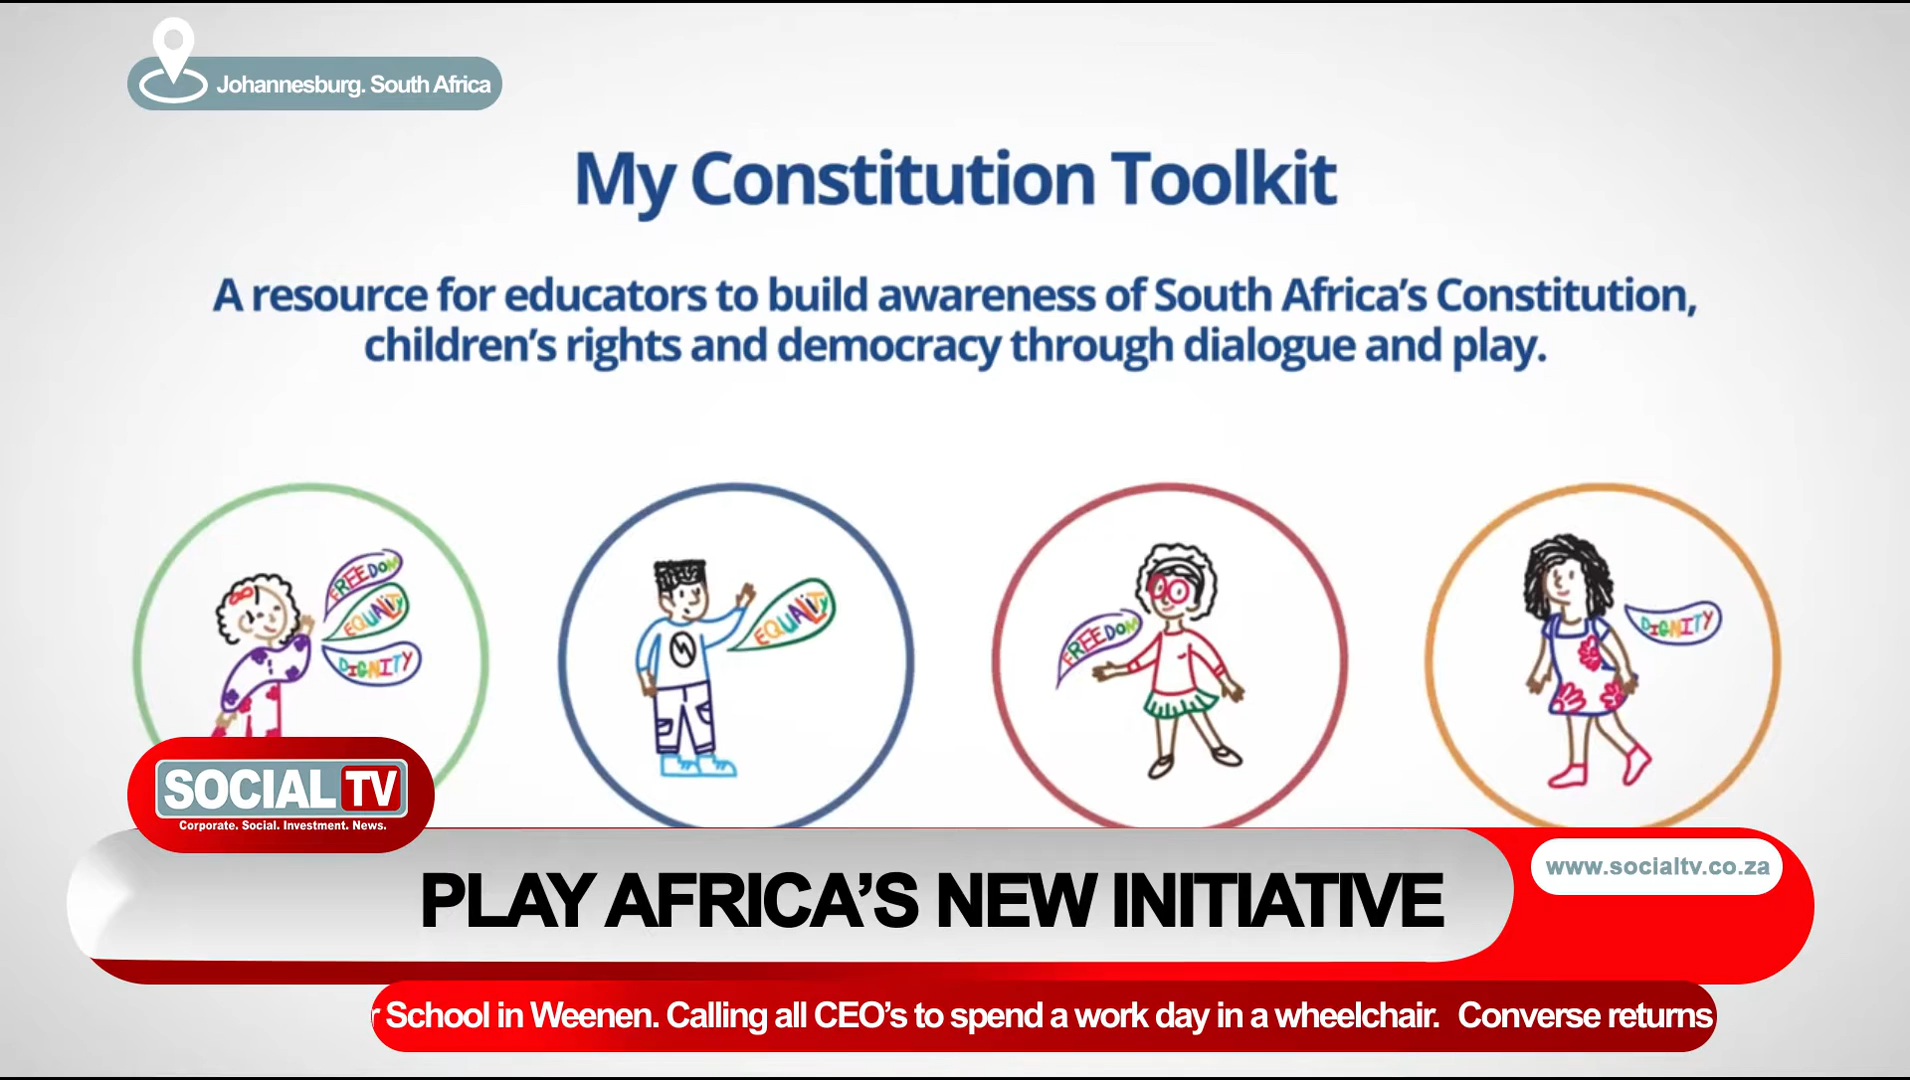 Johannesburg. South Africa
My Constitution Toolkit
A resource for educators to build awareness of South Africa's Constitution,
children's rights and democracy through dialogue and play.
FREEDOM
EQUALITY
DIGNITY
EQUALITY
FREEDOM
DIGNITY
SOCIAL TV
Corporate. Social. Investment. News.
PLAY AFRICA'S NEW INITIATIVE
www.socialtv.co.za
School in Weenen. Calling all CEO's to spend a work day in a wheelchair. Converse returns